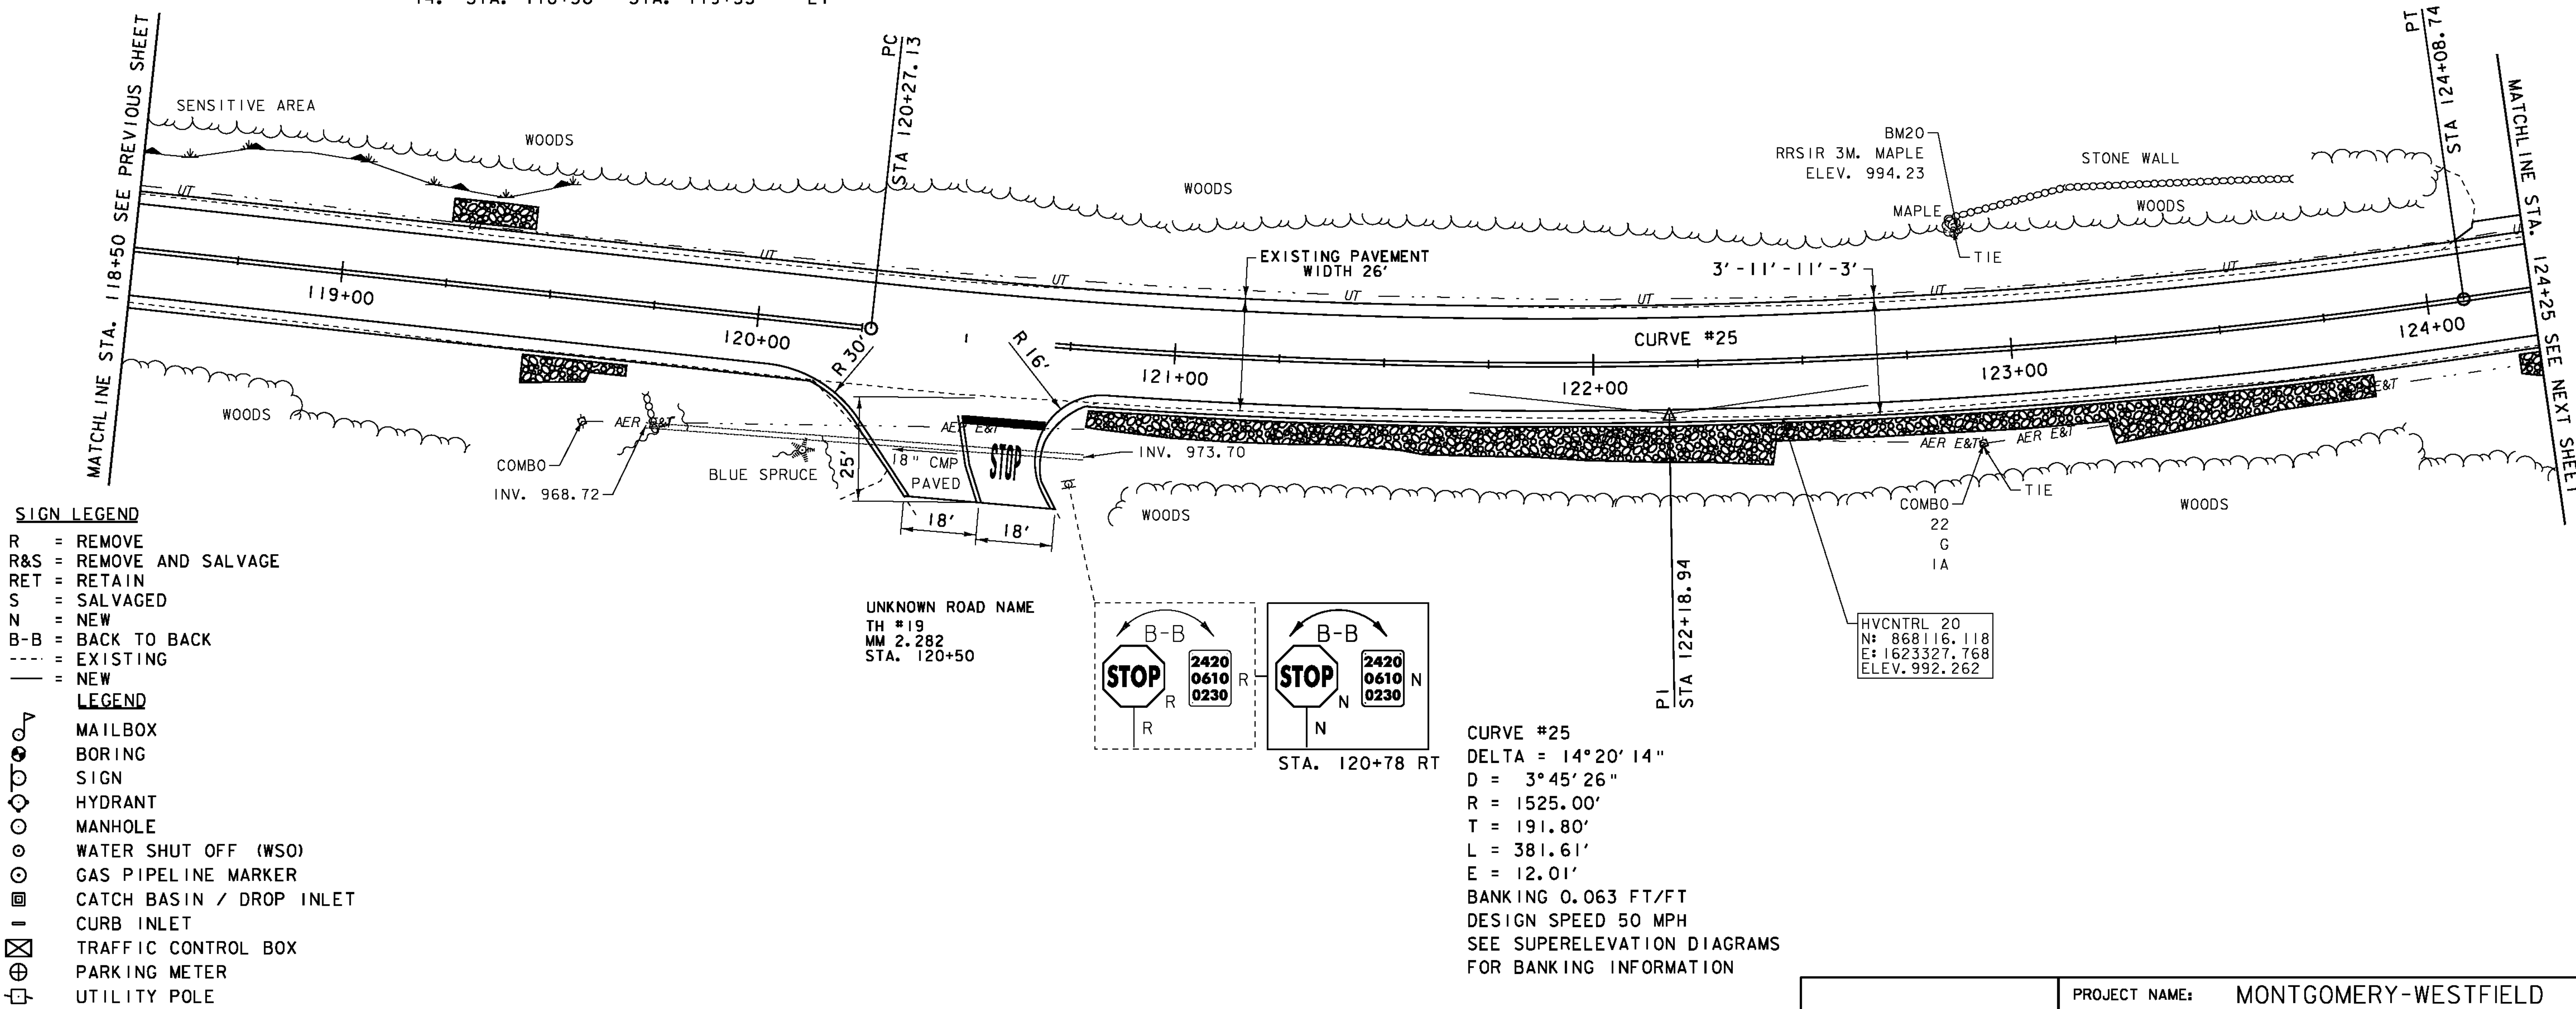 PC
STA 120+27.13
PT
STA 124+08.74
MATCHLINE STA. 118+50 SEE PREVIOUS SHEET
MATCHLINE STA. 124+25 SEE NEXT SHEET
SENSITIVE AREA
WOODS
WOODS
BM20
RRSIR 3M. MAPLE
ELEV. 994.23
STONE WALL
MAPLE
WOODS
TIE
UT
UT
UT
UT
UT
UT
UT
UT
EXISTING PAVEMENT
WIDTH 26'
3'-11'-11'-3'
119+00
120+00
121+00
122+00
123+00
124+00
CURVE #25
R 30'
R 16'
WOODS
COMBO
AER E&T
INV. 968.72
BLUE SPRUCE
25'
AER E&T
18" CMP
PAVED
STOP
INV. 973.70
18'
18'
WOODS
AER E&T
AER E&T
E&T
COMBO
22
G
1A
TIE
WOODS
SIGN LEGEND
R = REMOVE
R&S = REMOVE AND SALVAGE
RET = RETAIN
S = SALVAGED
N = NEW
B-B = BACK TO BACK
---- = EXISTING
— = NEW
LEGEND
MAILBOX
BORING
SIGN
HYDRANT
MANHOLE
WATER SHUT OFF (WSO)
GAS PIPELINE MARKER
CATCH BASIN / DROP INLET
CURB INLET
TRAFFIC CONTROL BOX
PARKING METER
UTILITY POLE
UNKNOWN ROAD NAME
TH #19
MM 2.282
STA. 120+50
B-B
STOP
R
R
2420
0610
0230
R
B-B
STOP
N
N
2420
0610
0230
N
STA. 120+78 RT
PI
STA 122+18.94
HVCNTRL 20
N: 868116.118
E: 1623327.768
ELEV. 992.262
CURVE #25
DELTA = 14°20'14"
D = 3°45'26"
R = 1525.00'
T = 191.80'
L = 381.61'
E = 12.01'
BANKING 0.063 FT/FT
DESIGN SPEED 50 MPH
SEE SUPERELEVATION DIAGRAMS
FOR BANKING INFORMATION
PROJECT NAME: MONTGOMERY-WESTFIELD